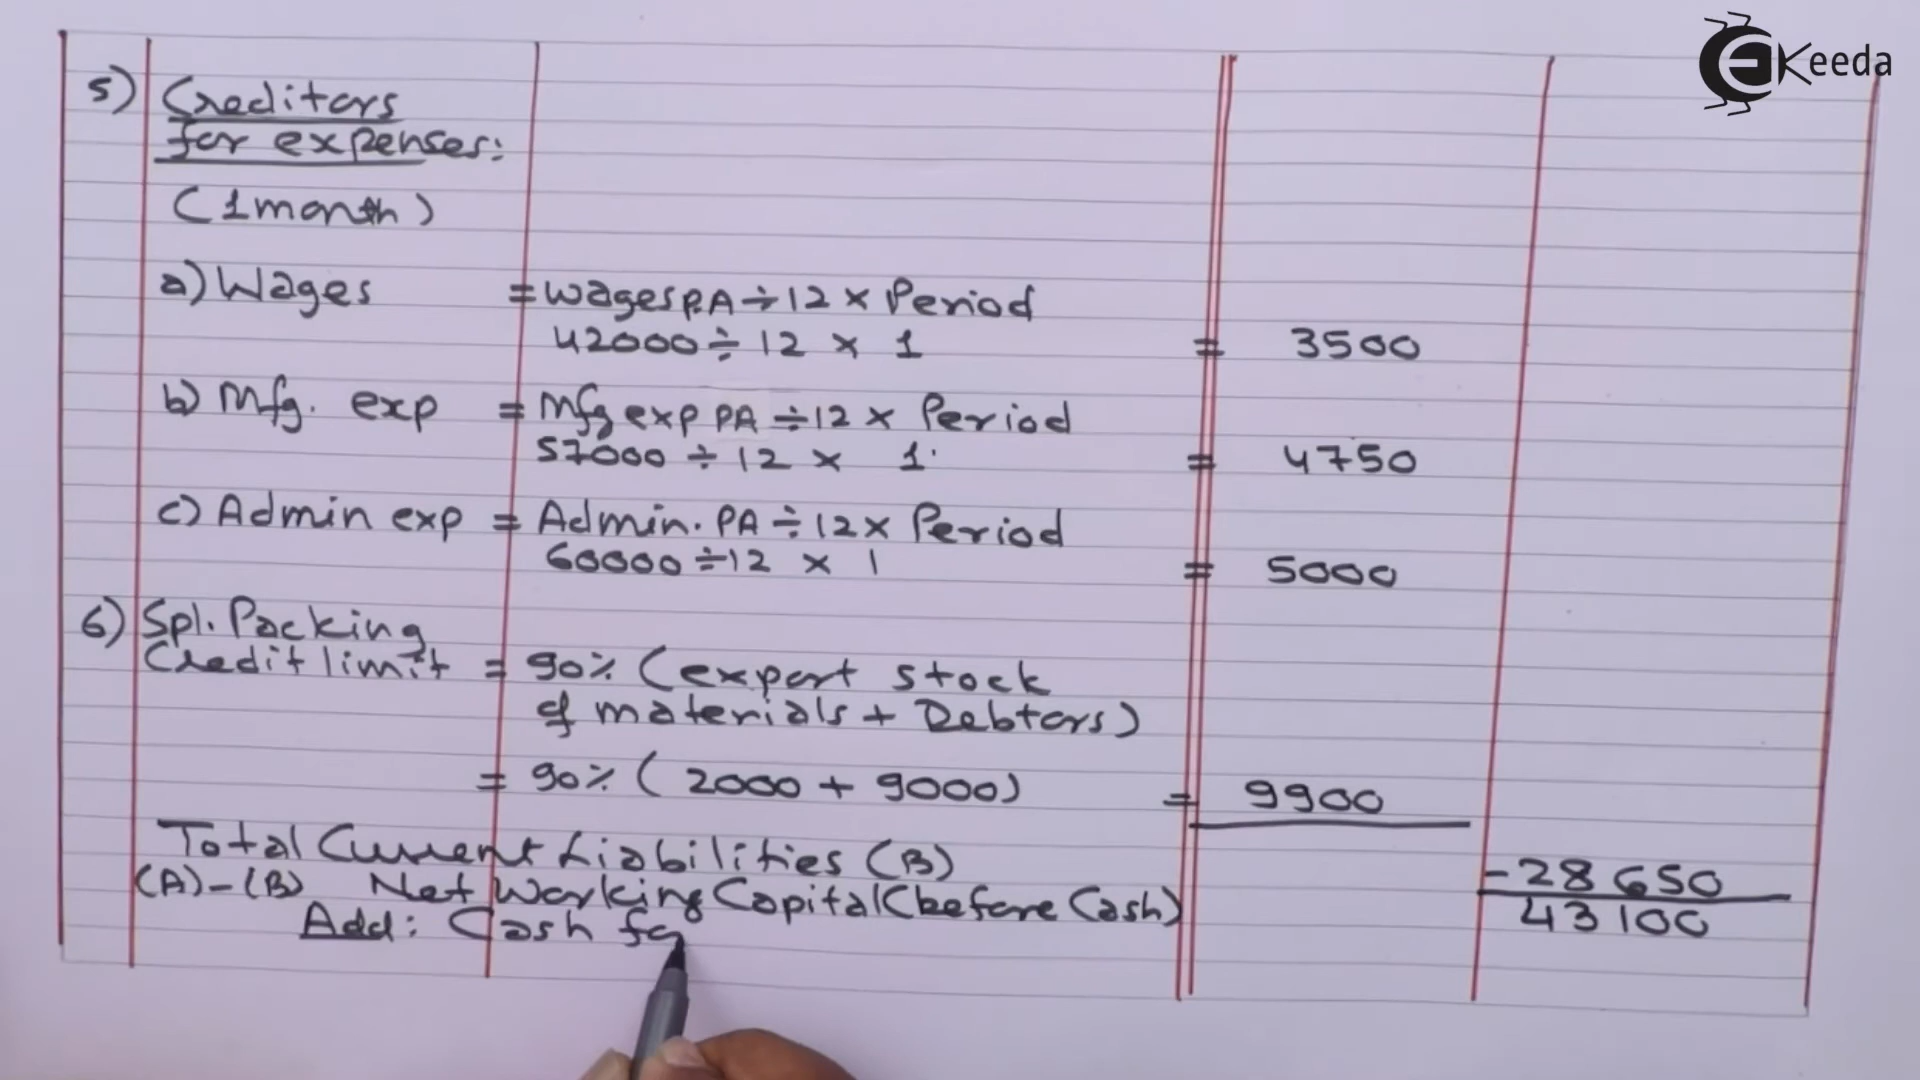 EKeeda
5) Creditors
for expenses:
(1 month)
a) Wages = Wages P.A ÷ 12 × Period
42000 ÷ 12 × 1 = 3500
b) Mfg. exp = Mfg exp PA ÷ 12 × Period
57000 ÷ 12 × 1 = 4750
c) Admin exp = Admin. PA ÷ 12 × Period
60000 ÷ 12 × 1 = 5000
6) Spl. Packing
Credit limit = 90% (export stock
of materials + Debtors)
= 90% (2000 + 9000) = 9900
Total Current Liabilities (B) -28650
(A)-(B) Net Working Capital (before Cash) 43100
Add: Cash fo